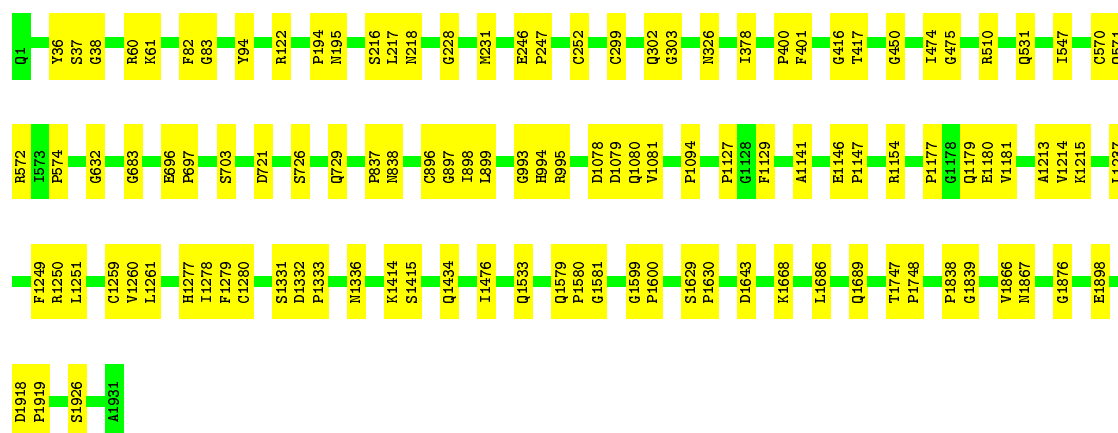 Q1 Y36 S37 G38 R60 K61 F82 G83 Y94 R122 P194 N195 S216 L217 N218 G228 M231 E246 P247 C252 C299 Q302 G303 N326 I378 P400 F401 G416 T417 G450 I474 G475 R510 Q531 I547 C570
R572 I573 P574 G632 G683 E696 P697 S703 D721 S726 Q729 P837 N838 C896 G897 I898 L899 G993 H994 R995 D1078 D1079 Q1080 V1081 P1094 P1127 G1128 F1129 A1141 E1146 P1147 R1154 P1177 G1178 Q1179 E1180 V1181 A1213 V1214 K1215 L1237
F1249 R1250 L1251 C1259 V1260 L1261 H1277 I1278 F1279 C1280 S1331 D1332 P1333 N1336 K1414 S1415 Q1434 I1476 Q1533 Q1579 P1580 G1581 G1599 P1600 S1629 P1630 D1643 K1668 L1686 Q1689 T1747 P1748 P1838 G1839 V1866 N1867 G1876 E1898
D1918 P1919 S1926 A1931